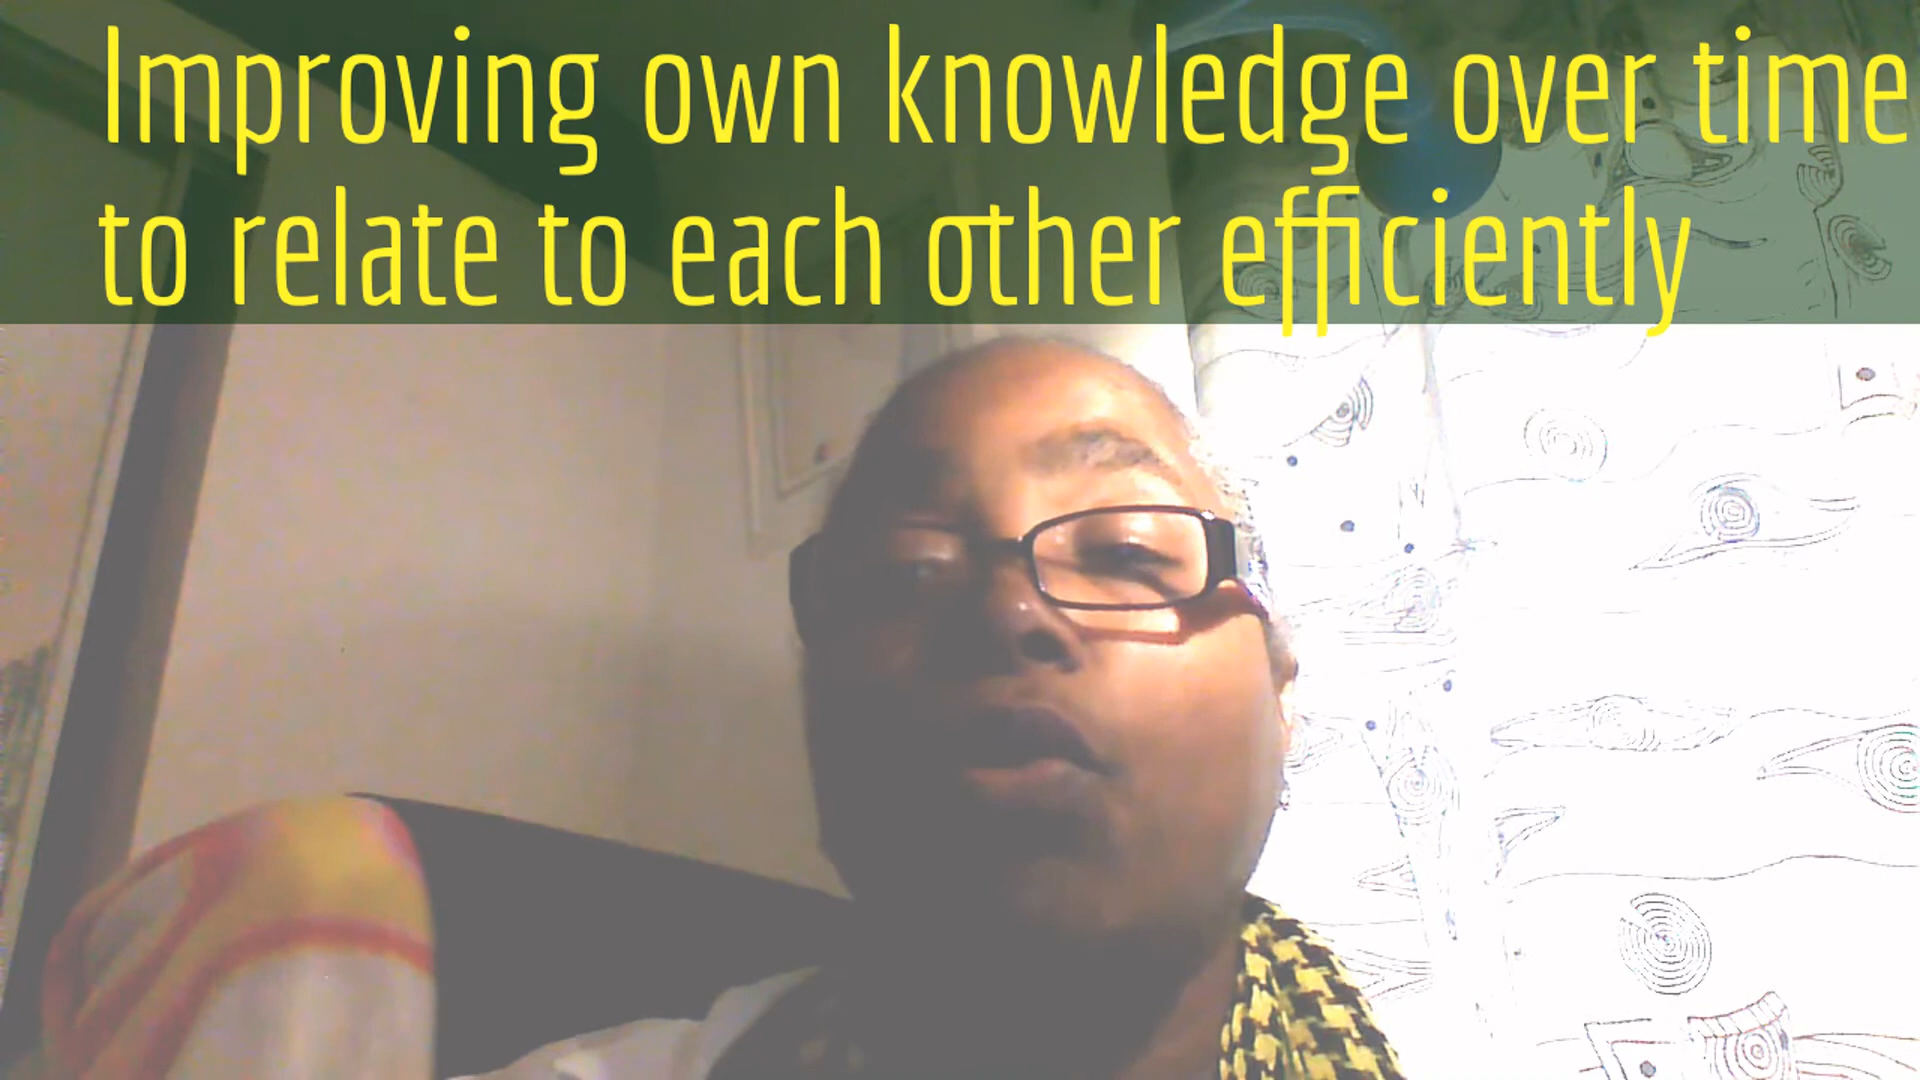 Improving own knowledge over time
to relate to each other efficiently